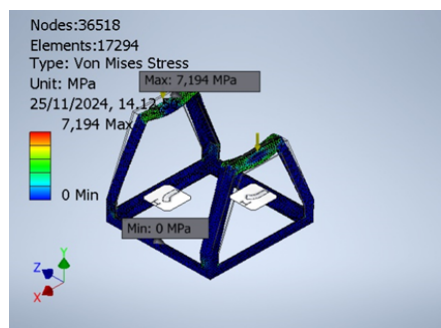 Nodes:36518
Elements:17294
Type: Von Mises Stress
Unit: MPa
25/11/2024, 14.12.5
Max: 7,194 MPa
7,194 Max
0 Min
Min: 0 MPa
Y
Z
X